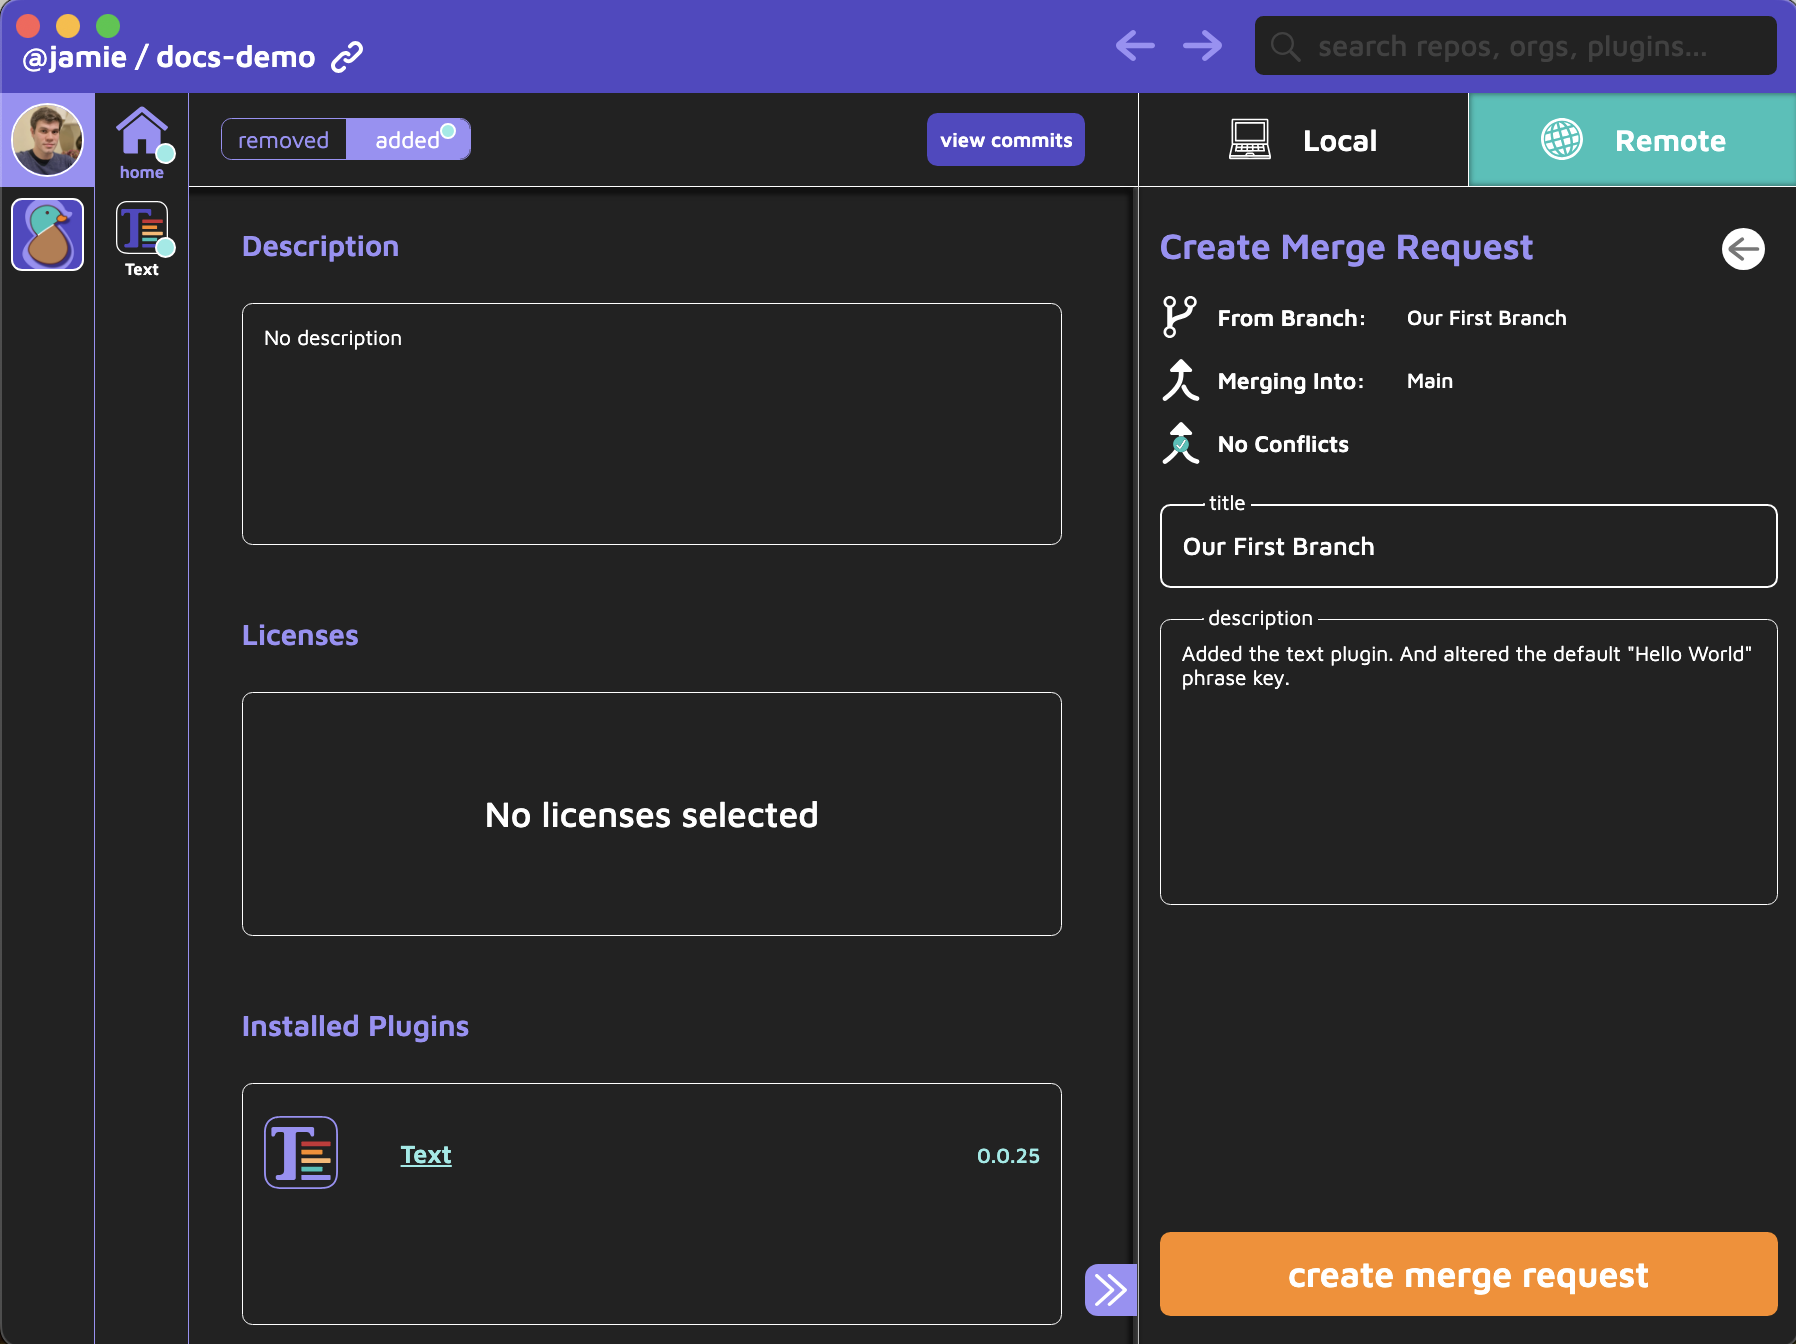 @jamie / docs-demo
search repos, orgs, plugins...
home
Text
removed
added
view commits
Local
Remote
Description
No description
Licenses
No licenses selected
Installed Plugins
Text
0.0.25
Create Merge Request
From Branch: Our First Branch
Merging Into: Main
No Conflicts
title
Our First Branch
description
Added the text plugin. And altered the default "Hello World"
phrase key.
create merge request